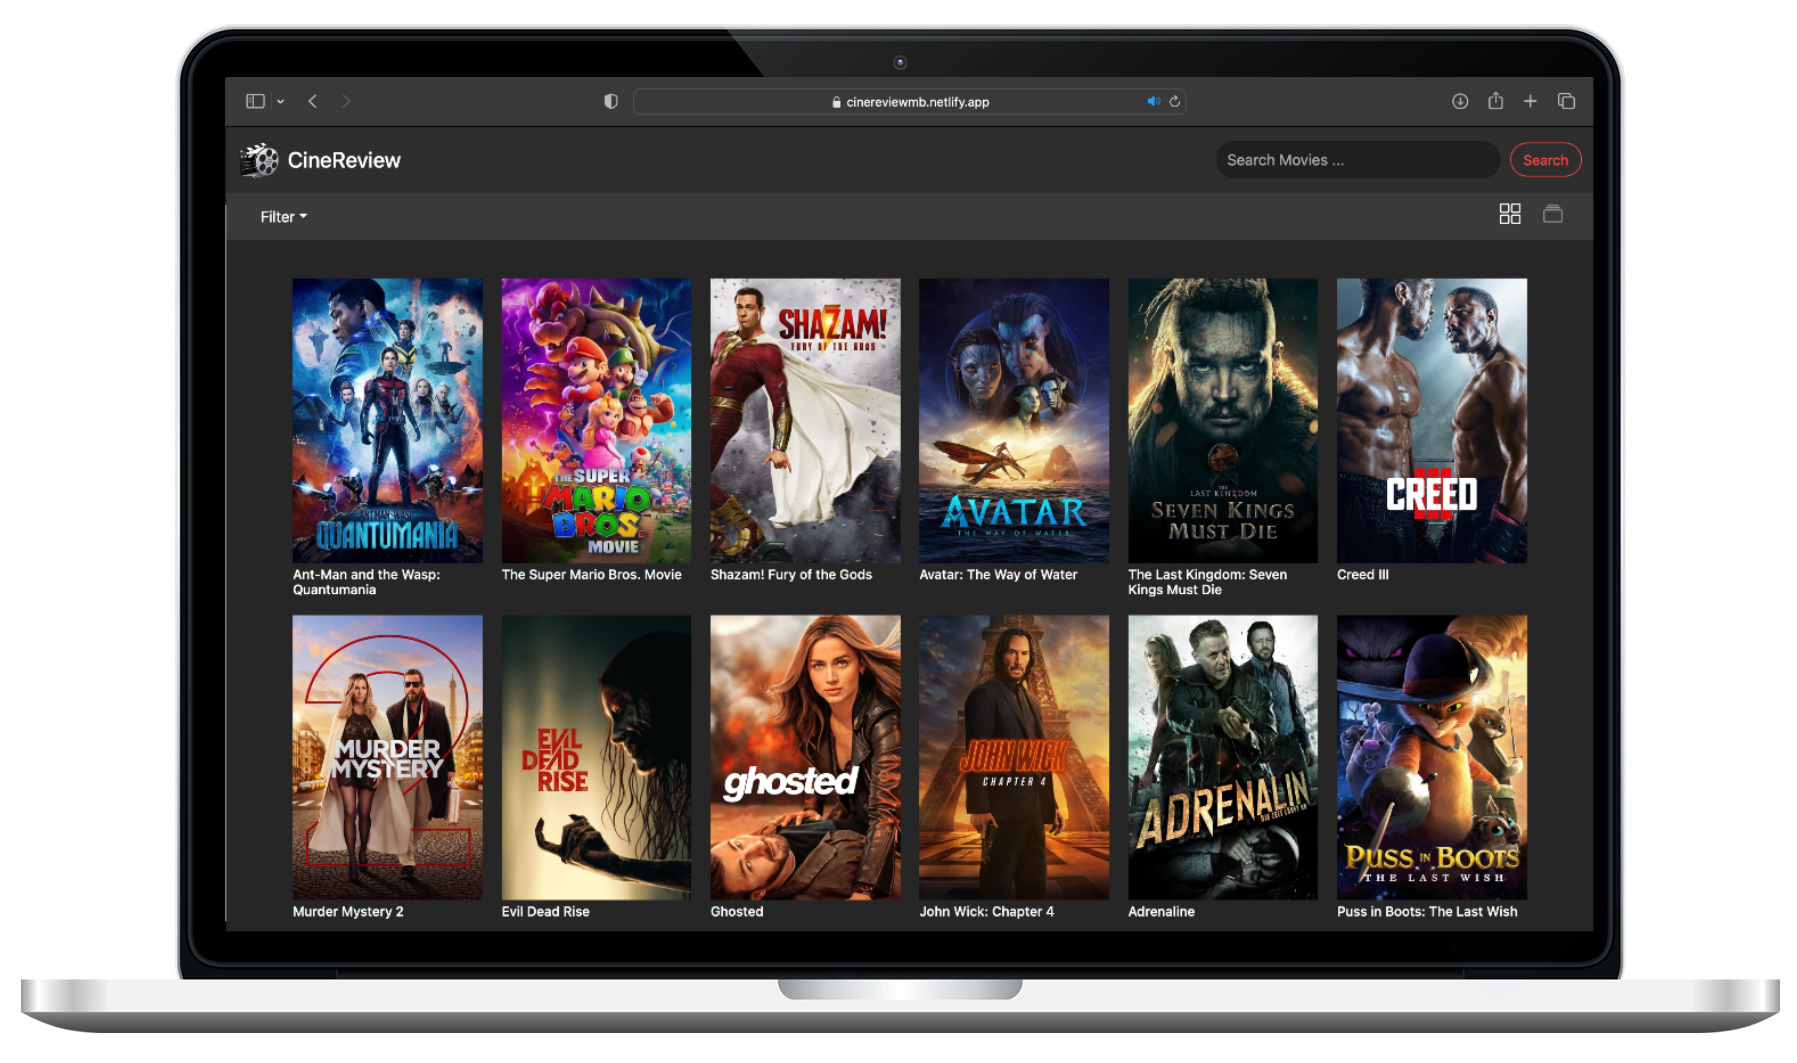 cinereviewmb.netlify.app
CineReview
Search Movies ...
Search
Filter
ANT-MAN AND THE WASP
QUANTUMANIA
Ant-Man and the Wasp:
Quantumania
THE SUPER
MARIO
BROS.
MOVIE
The Super Mario Bros. Movie
SHAZAM!
FURY OF THE GODS
Shazam! Fury of the Gods
AVATAR
THE WAY OF WATER
Avatar: The Way of Water
THE
LAST KINGDOM
SEVEN KINGS
MUST DIE
The Last Kingdom: Seven
Kings Must Die
CREED
III
Creed III
2
MURDER
MYSTERY
Murder Mystery 2
EVIL
DEAD
RISE
Evil Dead Rise
ghosted
Ghosted
JOHN WICK
CHAPTER 4
John Wick: Chapter 4
ADRENALIN
DIE ZEIT LÄUFT AB
Adrenaline
PUSS IN BOOTS
THE LAST WISH
Puss in Boots: The Last Wish